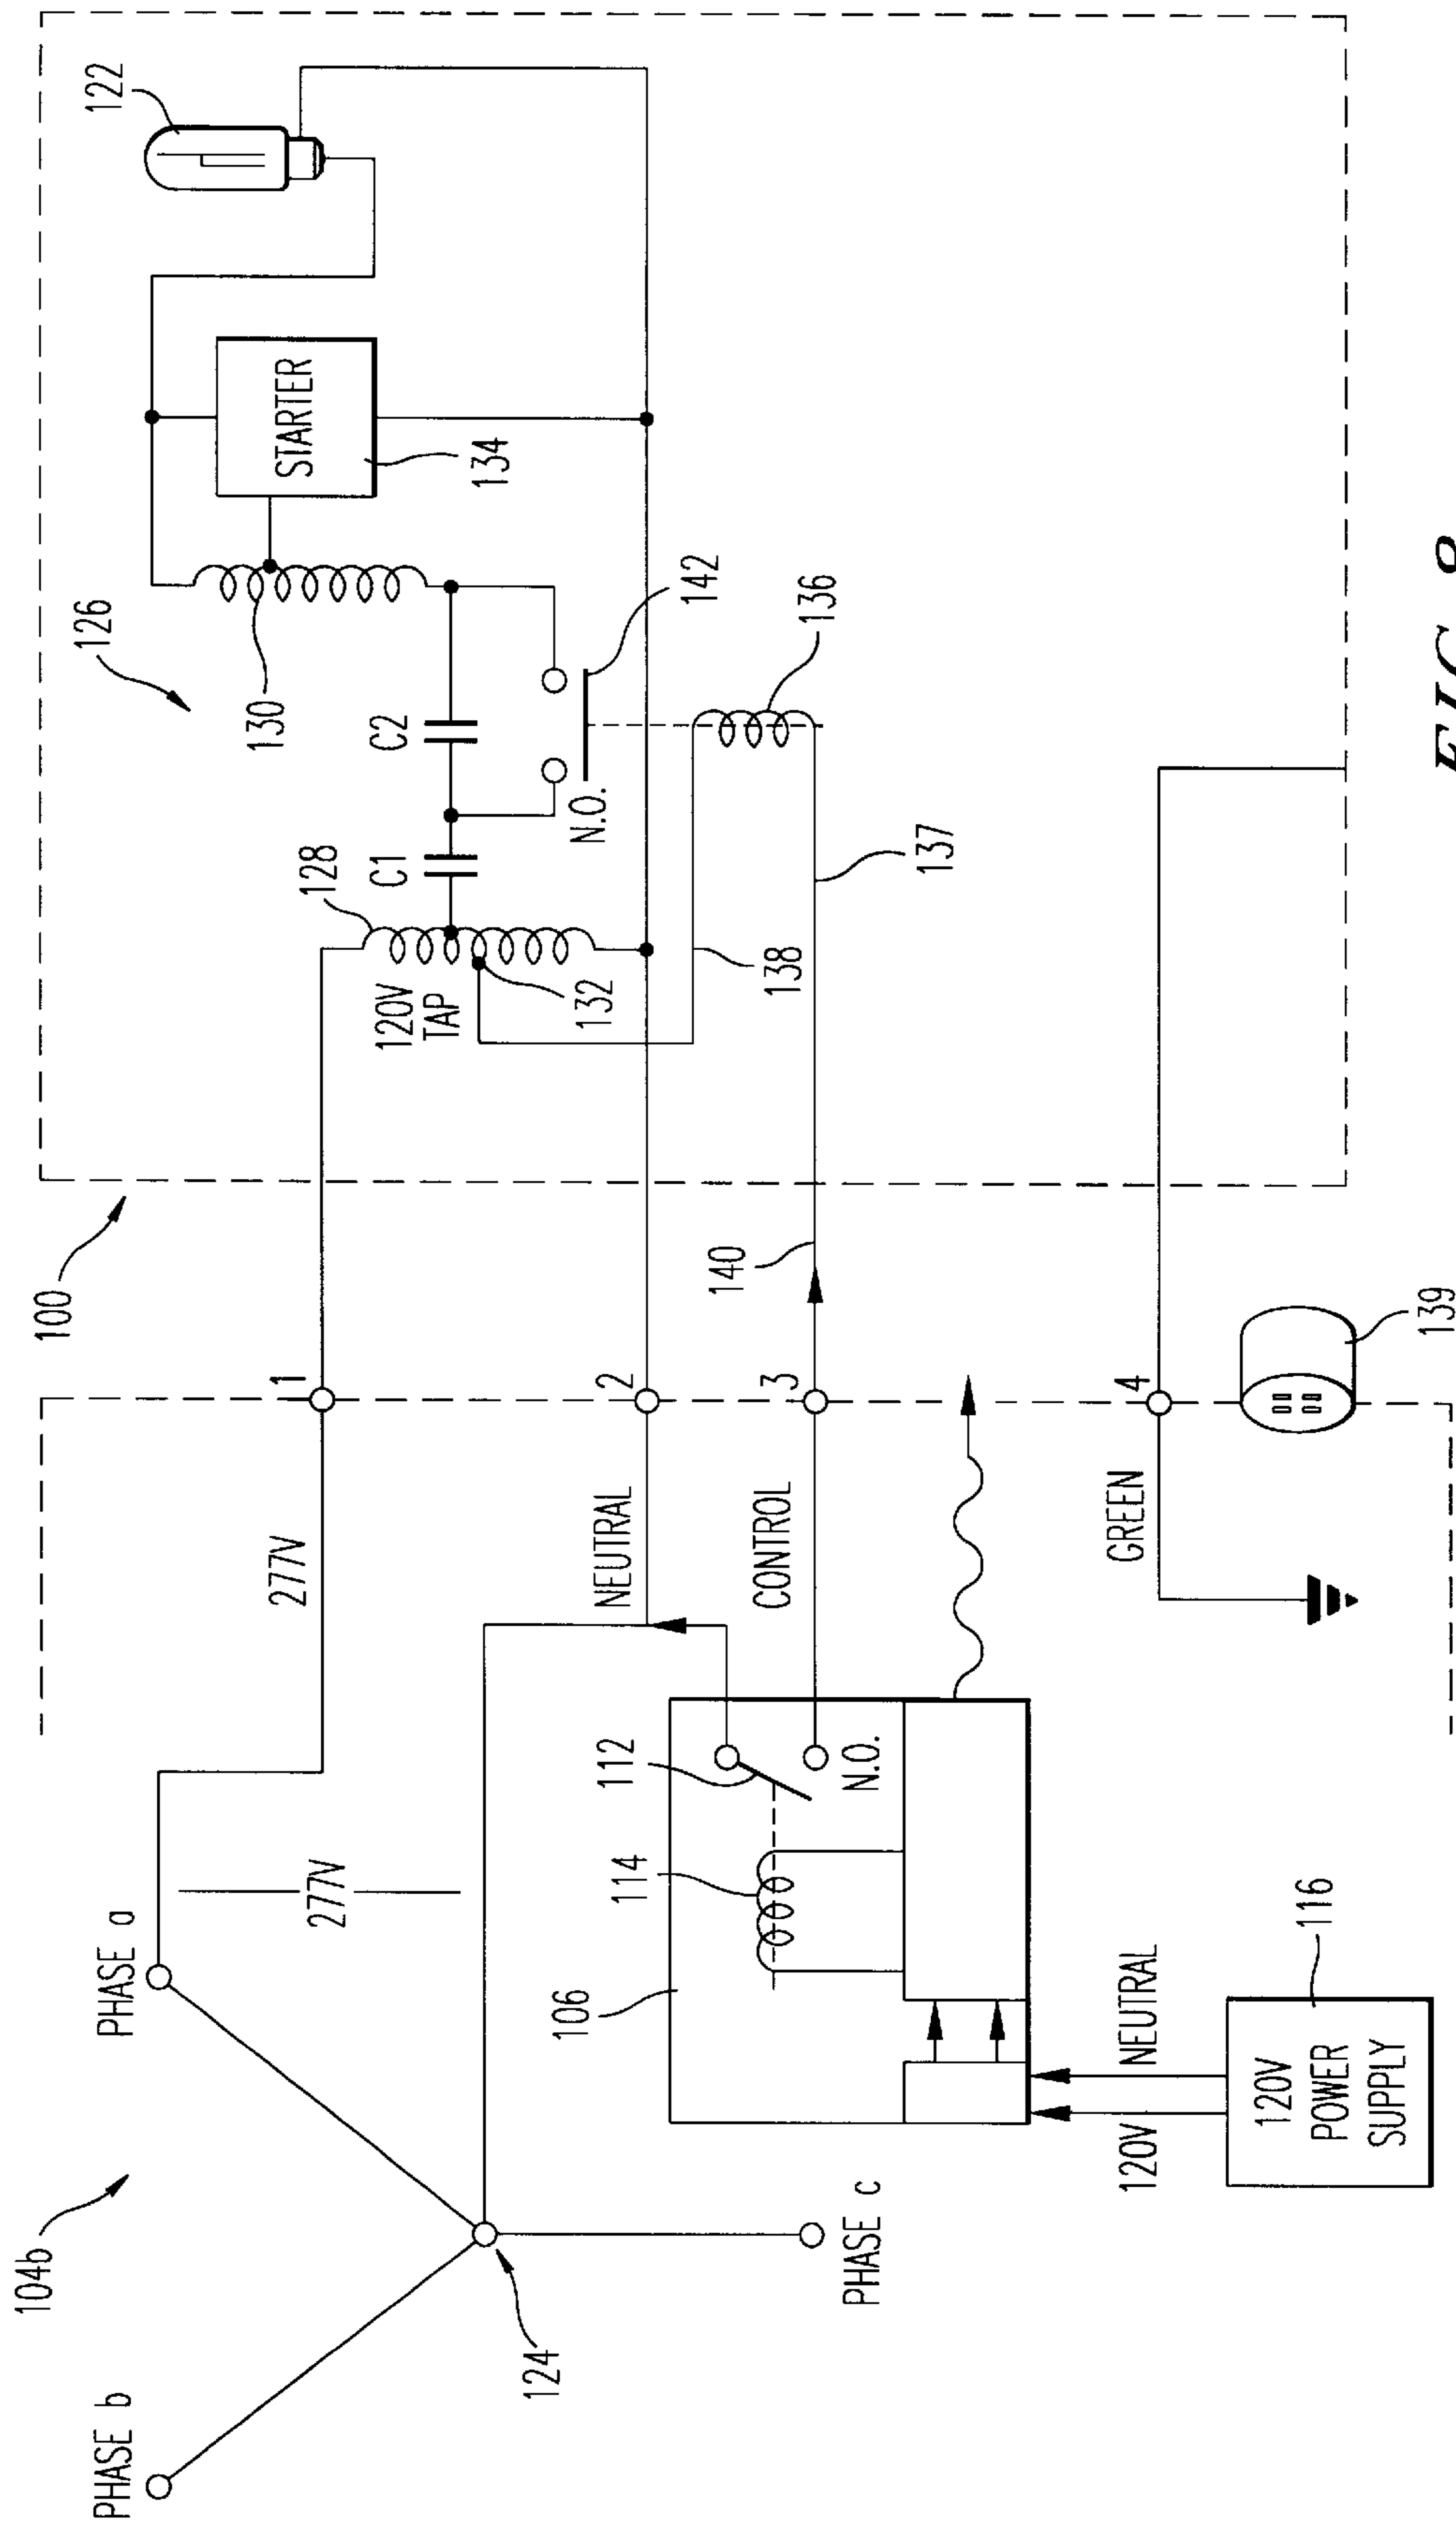 104b
PHASE b
PHASE a
PHASE c
124
277V
277V
NEUTRAL
CONTROL
GREEN
106
114
112
N.O.
120V
NEUTRAL
120V
POWER
SUPPLY
116
1
2
3
4
139
100
140
126
128
C1
C2
130
120V
TAP
132
138
137
N.O.
142
136
STARTER
134
122